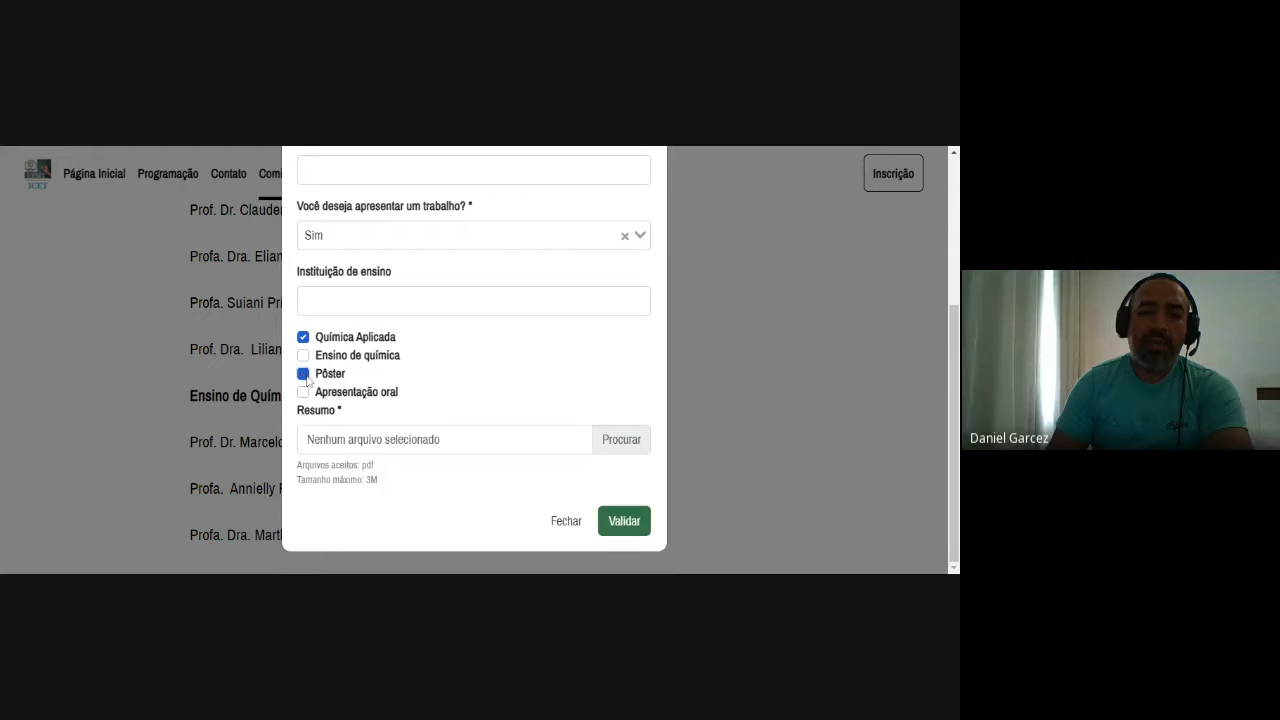 ICET
Página Inicial Programação Contato Comi
Inscrição
Prof. Dr. Clauder
Profa. Dra. Elian
Profa. Suiani Pri
Prof. Dra. Lilian
Ensino de Quím
Prof. Dr. Marcelo
Profa. Annielly
Profa. Dra. Mart
Você deseja apresentar um trabalho? *
Sim
Instituição de ensino
Química Aplicada
Ensino de química
Pôster
Apresentação oral
Resumo *
Nenhum arquivo selecionado Procurar
Arquivos aceitos: pdf
Tamanho máximo: 3M
Fechar Validar
Daniel Garcez